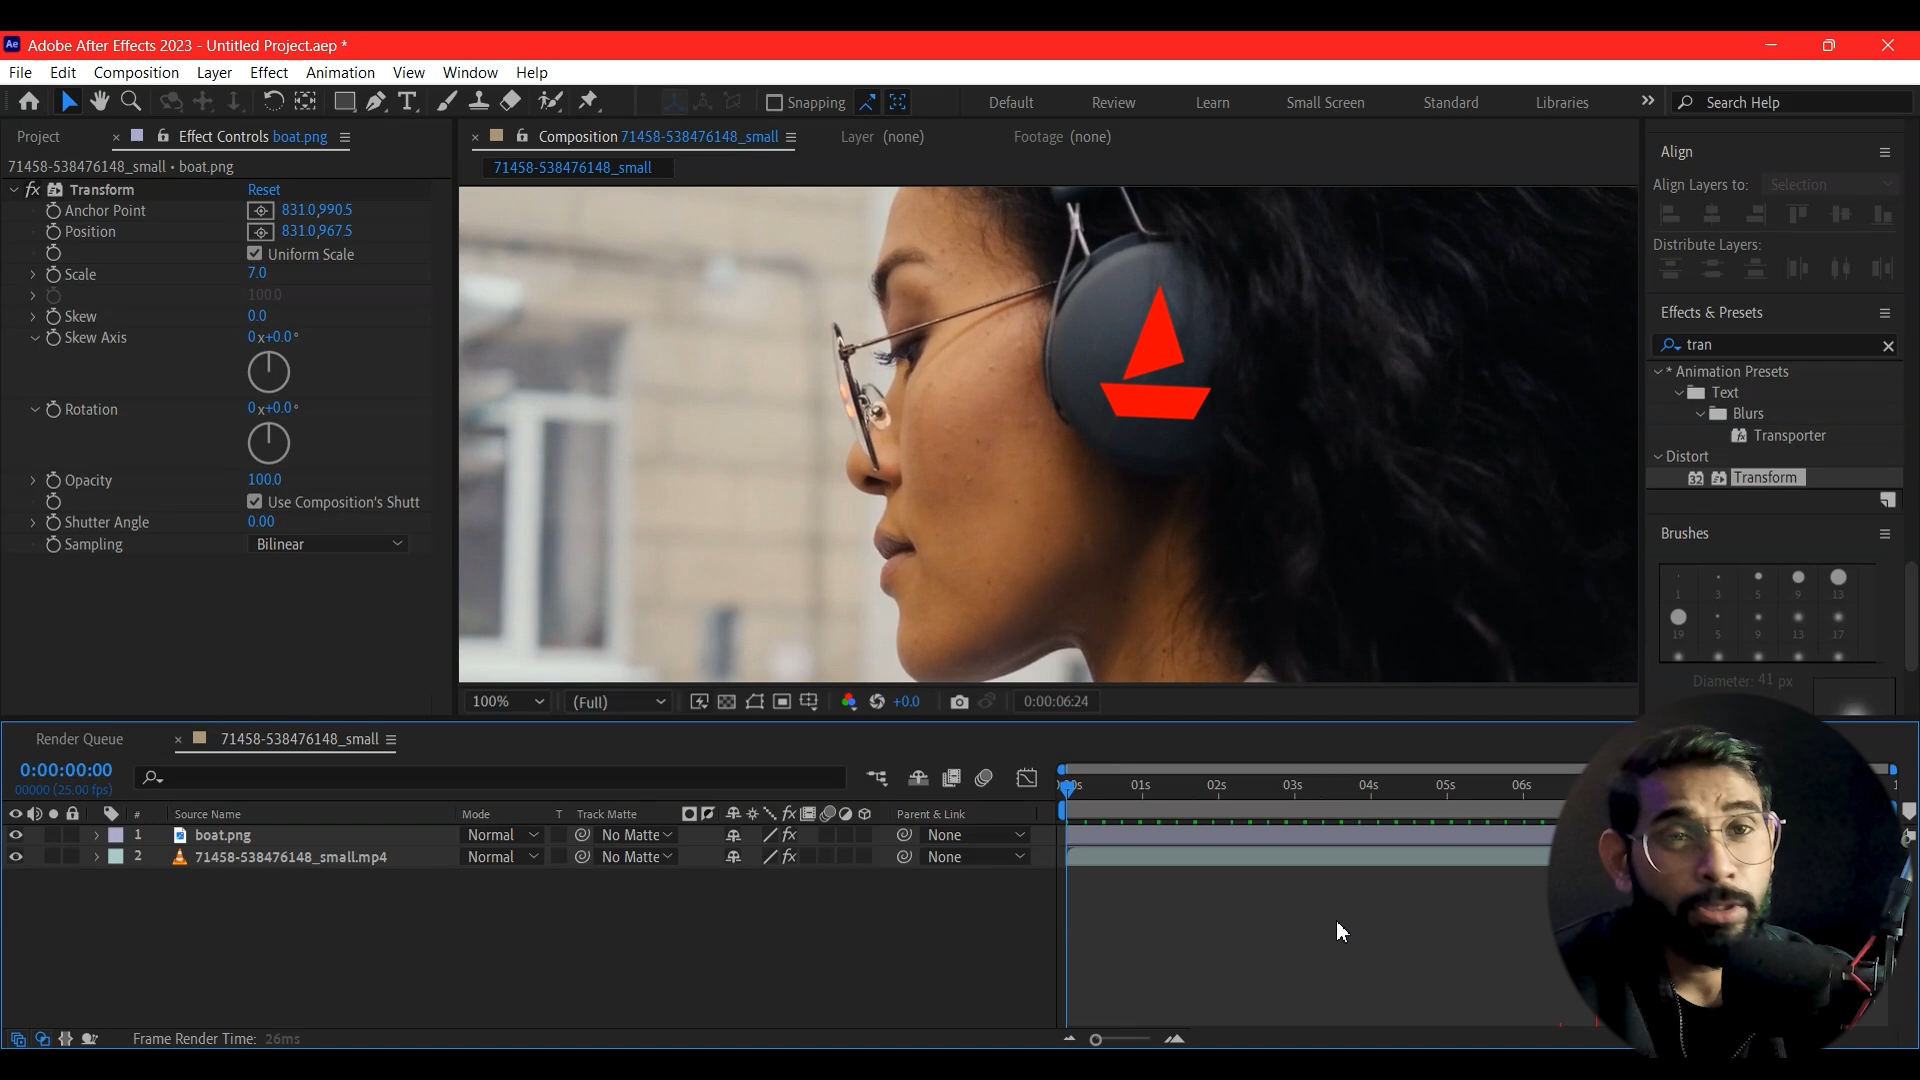 Ae Adobe After Effects 2023 - Untitled Project.aep *
File Edit Composition Layer Effect Animation View Window Help
T Snapping Default Review Learn Small Screen Standard Libraries » Search Help
Project × Effect Controls boat.png × Composition 71458-538476148_small Layer (none) Footage (none)
71458-538476148_small • boat.png
71458-538476148_small
fx Transform Reset
Anchor Point 831.0,990.5
Position 831.0,967.5
Uniform Scale
Scale 7.0
100.0
Skew 0.0
Skew Axis 0x+0.0°
Rotation 0x+0.0°
Opacity 100.0
Use Composition's Shutt
Shutter Angle 0.00
Sampling Bilinear
100% (Full) +0.0 0:00:06:24
Align
Align Layers to: Selection
Distribute Layers:
Effects & Presets
tran
* Animation Presets
Text
Blurs
Transporter
Distort
32 Transform
Brushes
1 3 5 9 13
19 5 9 13 17
Diameter: 41 px
Render Queue × 71458-538476148_small
0:00:00:00
00000 (25.00 fps)
01s 02s 03s 04s 05s 06s
# Source Name Mode T Track Matte fx Parent & Link
1 boat.png Normal No Matte fx None
2 71458-538476148_small.mp4 Normal No Matte fx None
Frame Render Time: 26ms